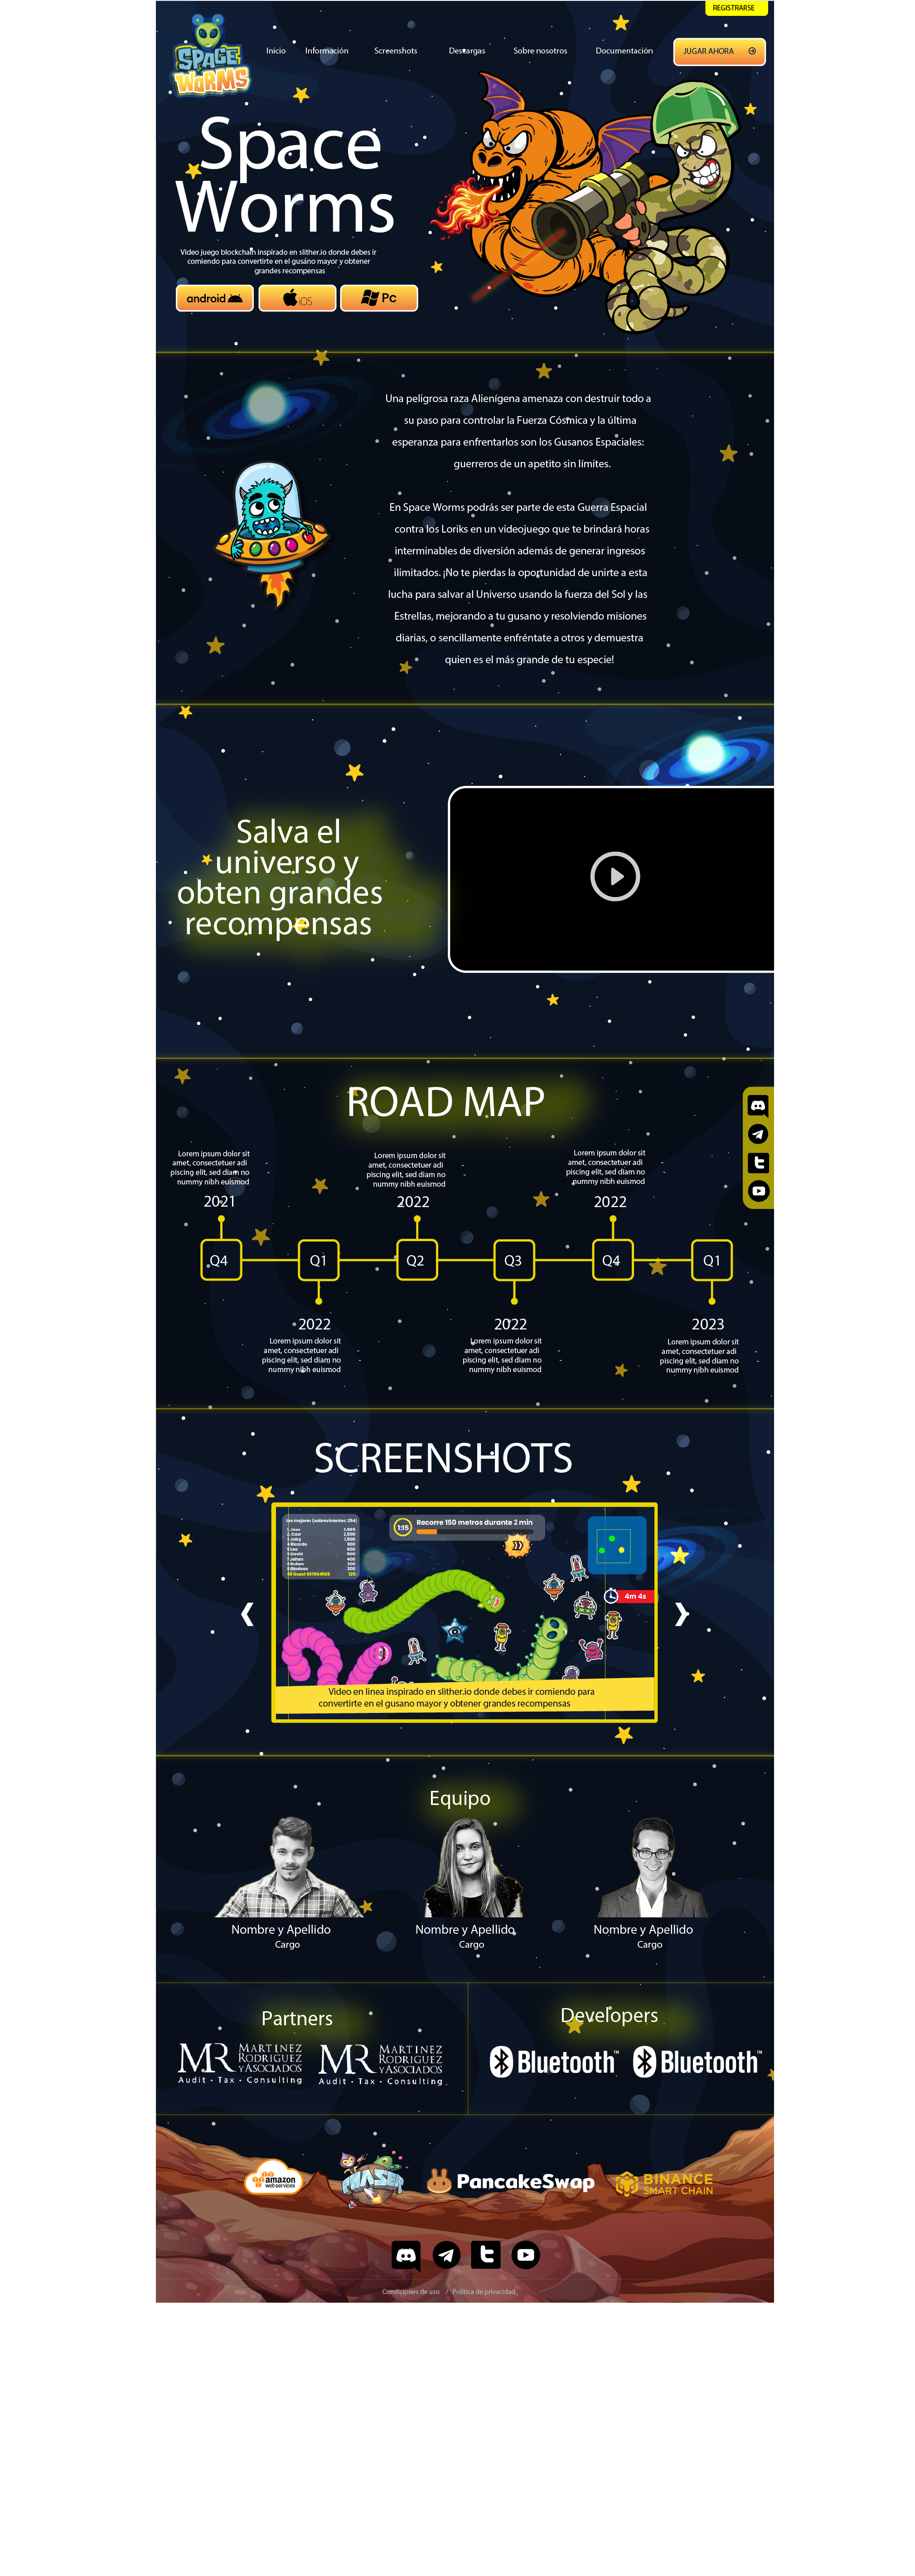 REGISTRARSE
SPACE
WORMS
Inicio
Información
Screenshots
Descargas
Sobre nosotros
Documentación
JUGAR AHORA
Space
Worms
Video juego blockchain inspirado en slither.io donde debes ir
comiendo para convertirte en el gusano mayor y obtener
grandes recompensas
android
iOS
Pc
Una peligrosa raza Alienígena amenaza con destruir todo a
su paso para controlar la Fuerza Cósmica y la última
esperanza para enfrentarlos son los Gusanos Espaciales:
guerreros de un apetito sin límites.
En Space Worms podrás ser parte de esta Guerra Espacial
contra los Loriks en un videojuego que te brindará horas
interminables de diversión además de generar ingresos
ilimitados. ¡No te pierdas la oportunidad de unirte a esta
lucha para salvar al Universo usando la fuerza del Sol y las
Estrellas, mejorando a tu gusano y resolviendo misiones
diarias, o sencillamente enfréntate a otros y demuestra
quien es el más grande de tu especie!
Salva el
universo y
obten grandes
recompensas
ROAD MAP
Lorem ipsum dolor sit
amet, consectetuer adi -
piscing elit, sed diam no -
nummy nibh euismod
2021
Lorem ipsum dolor sit
amet, consectetuer adi -
piscing elit, sed diam no -
nummy nibh euismod
2022
Lorem ipsum dolor sit
amet, consectetuer adi -
piscing elit, sed diam no -
nummy nibh euismod
2022
Q4
Q1
Q2
Q3
Q4
Q1
2022
Lorem ipsum dolor sit
amet, consectetuer adi -
piscing elit, sed diam no -
nummy nibh euismod
2022
Lorem ipsum dolor sit
amet, consectetuer adi -
piscing elit, sed diam no -
nummy nibh euismod
2023
Lorem ipsum dolor sit
amet, consectetuer adi -
piscing elit, sed diam no -
nummy nibh euismod
SCREENSHOTS
Los mejores (sobrevivientes: 254)
1:15
Recorre 150 metros durante 2 min
4m 4s
Video en linea inspirado en slither.io donde debes ir comiendo para
convertirte en el gusano mayor y obtener grandes recompensas
Equipo
Nombre y Apellido
Cargo
Nombre y Apellido
Cargo
Nombre y Apellido
Cargo
Partners
MR MARTINEZ
RODRIGUEZ
Y ASOCIADOS
Audit • Tax • Consulting
MR MARTINEZ
RODRIGUEZ
Y ASOCIADOS
Audit • Tax • Consulting
Developers
Bluetooth™
Bluetooth™
amazon
webservices
PHASER
PancakeSwap
BINANCE
SMART CHAIN
Condiciones de uso / Política de privacidad